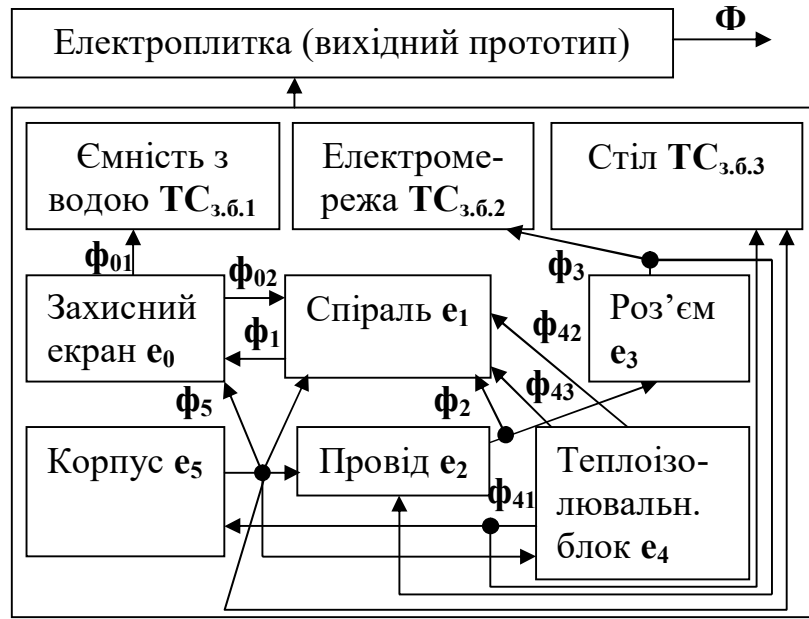 Ф
Електроплитка (вихідний прототип)
Ємність з
водою ТСз.б.1
Електроме-
режа ТСз.б.2
Стіл ТСз.б.3
ф01
ф02
ф3
Захисний
екран е0
ф1
Спіраль е1
ф42
Роз’єм
е3
ф43
ф5
ф2
Корпус е5
Провід е2
ф41
Теплоізо-
лювальн.
блок е4